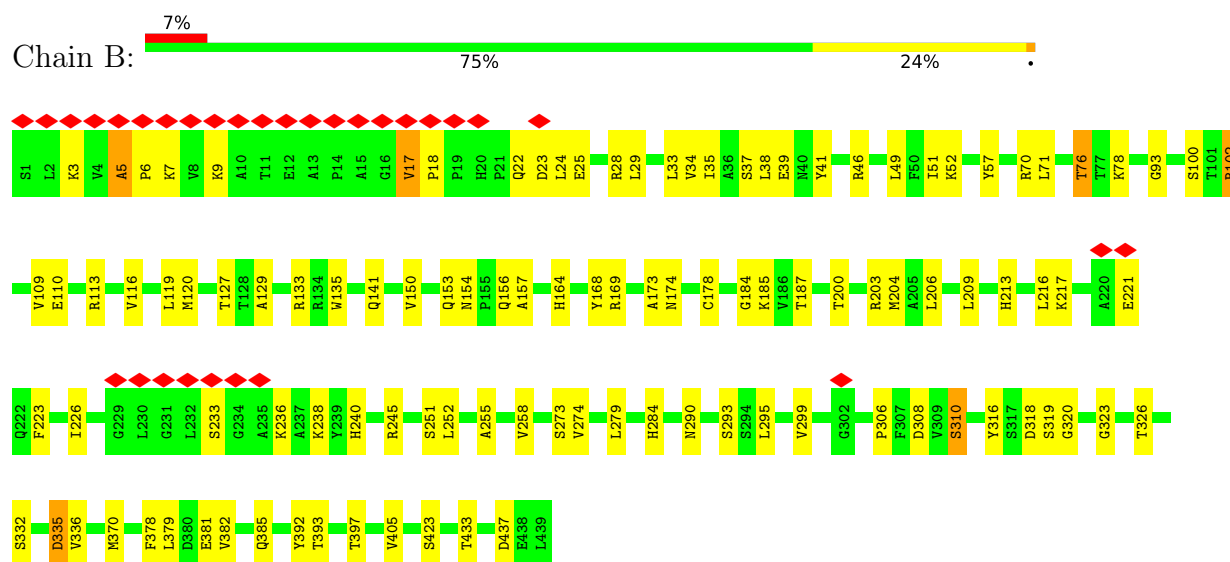 7%
Chain B:
75% 24% •
S1 L2 K3 V4 A5 P6 K7 V8 K9 A10 T11 E12 A13 P14 A15 G16 V17 P18 P19 H20 P21 Q22 D23 L24 E25 R28 L29 L33 V34 I35 A36 S37 L38 E39 N40 Y41 R46 L49 F50 I51 K52 Y57 R70 L71 T76 T77 K78 G93 S100 T101
V109 E110 R113 V116 L119 M120 T127 T128 A129 R133 R134 W135 Q141 V150 Q153 N154 P155 Q156 A157 H164 Y168 R169 A173 N174 C178 G184 K185 V186 T187 T200 R203 M204 A205 L206 L209 H213 L216 K217 A220 E221
Q222 F223 I226 G229 L230 G231 L232 S233 G234 A235 K236 A237 K238 Y239 H240 R245 S251 L252 A255 V258 S273 V274 L279 H284 N290 S293 S294 L295 V299 G302 P306 F307 D308 V309 S310 Y316 S317 D318 S319 G320 G323 T326
S332 D335 V336 M370 F378 L379 D380 E381 V382 Q385 Y392 T393 T397 V405 S423 T433 D437 E438 L439